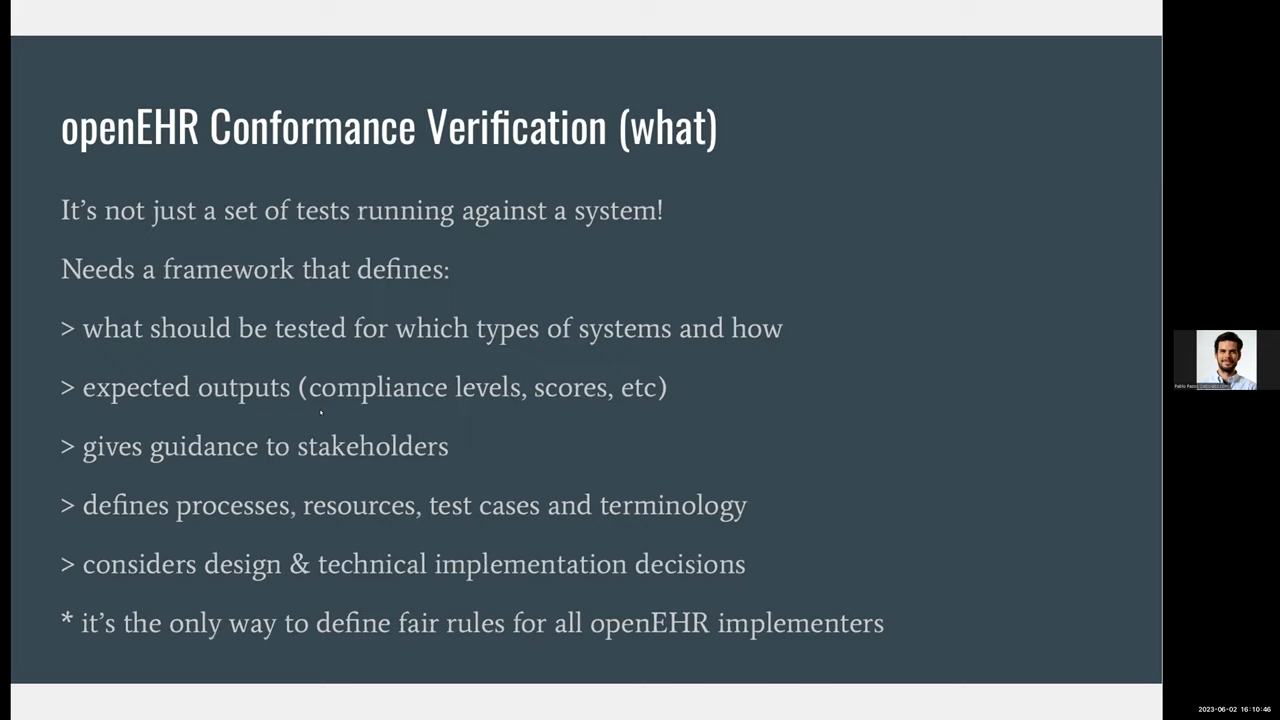 openEHR Conformance Verification (what)
It's not just a set of tests running against a system!
Needs a framework that defines:
> what should be tested for which types of systems and how
> expected outputs (compliance levels, scores, etc)
> gives guidance to stakeholders
> defines processes, resources, test cases and terminology
> considers design & technical implementation decisions
* it's the only way to define fair rules for all openEHR implementers
Pablo
2023-06-02 16:10:46